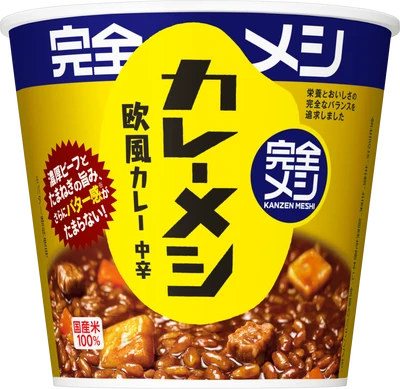 完全メシ
カレーメシ
欧風カレー 中辛
栄養とおいしさの
完全なバランスを
追求しました
完全
メシ
KANZEN MESHI
濃厚ビーフと
たまねぎの旨み、
さらにバター感が
たまらない!
国産米
100%